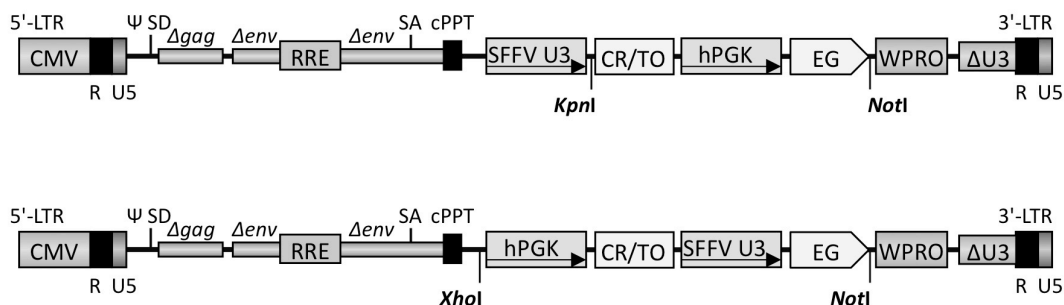 5'-LTR Ψ SD Δgag Δenv Δenv SA cPPT 3'-LTR
CMV RRE SFFV U3 CR/TO hPGK EG WPRO ΔU3
R U5 KpnI NotI R U5
5'-LTR Ψ SD Δgag Δenv Δenv SA cPPT 3'-LTR
CMV RRE hPGK CR/TO SFFV U3 EG WPRO ΔU3
R U5 XhoI NotI R U5